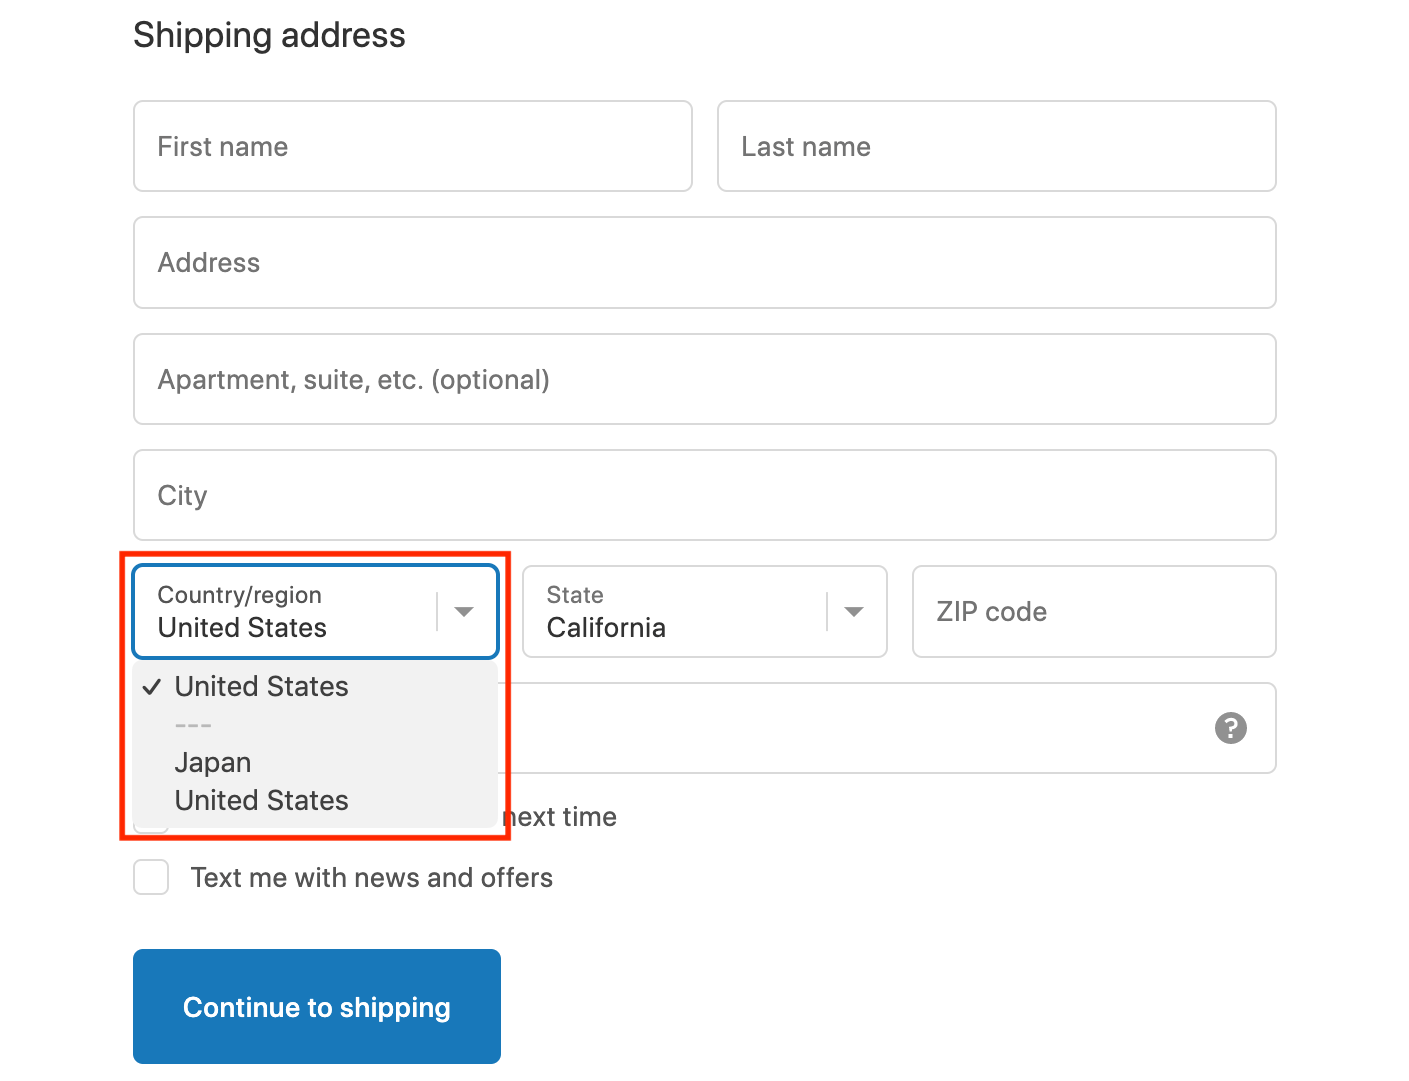 Shipping address
First name
Last name
Address
Apartment, suite, etc. (optional)
City
Country/region
United States
State
California
ZIP code
✓ United States
---
Japan
United States
?
next time
Text me with news and offers
Continue to shipping